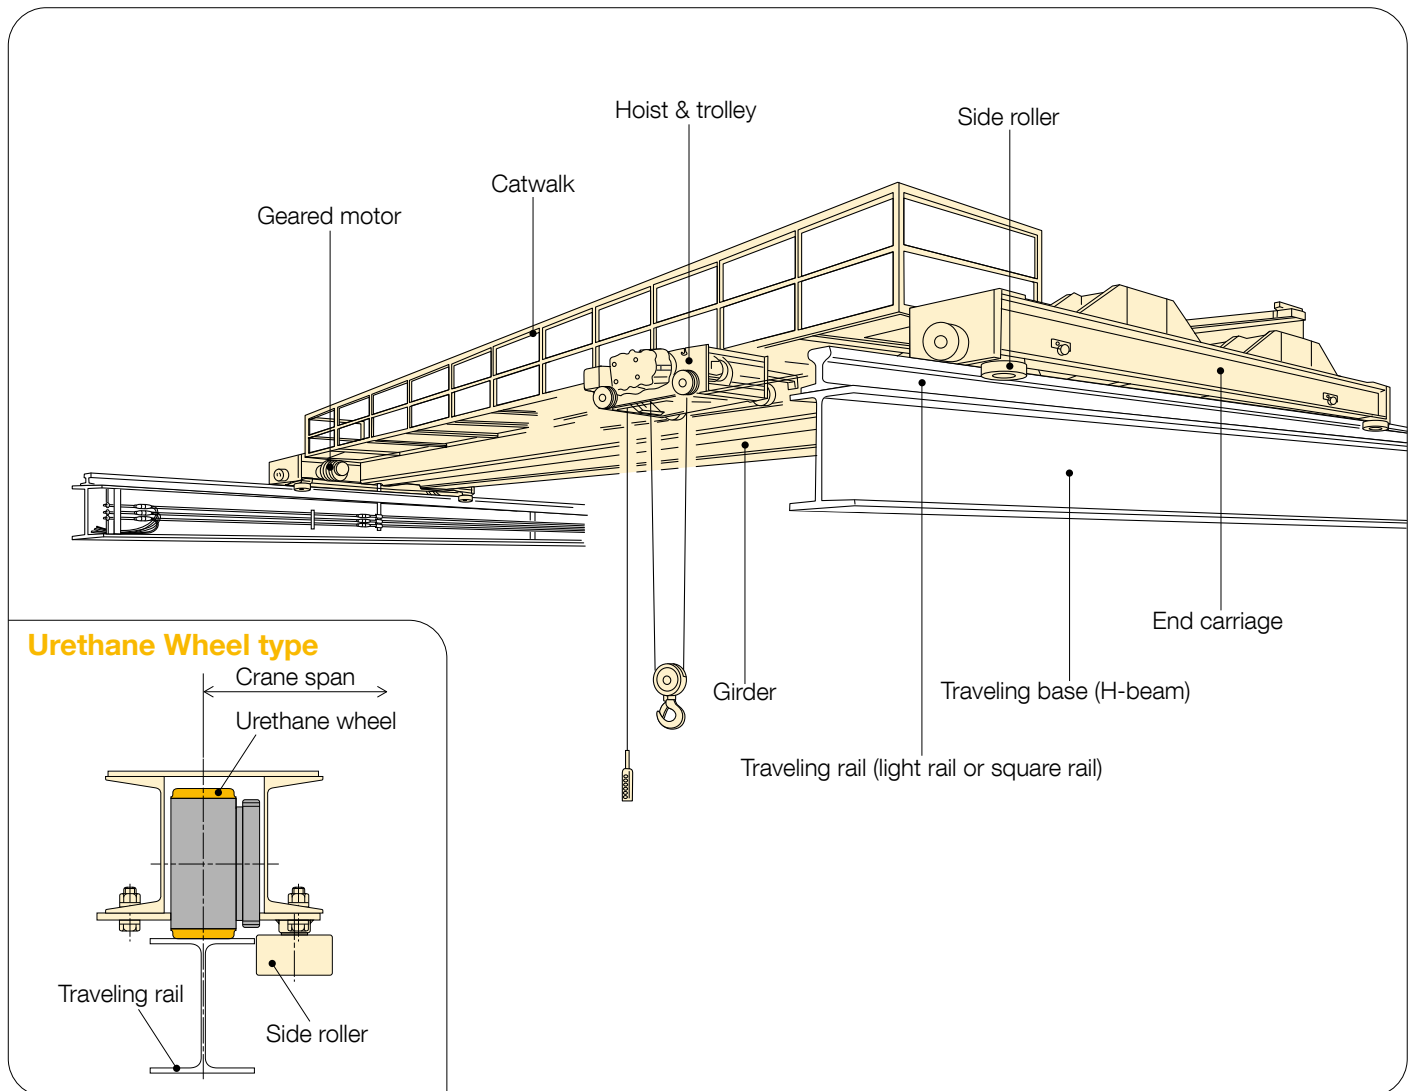 Hoist & trolley
Side roller
Catwalk
Geared motor
End carriage
Girder
Traveling base (H-beam)
Traveling rail (light rail or square rail)
Urethane Wheel type
Crane span
Urethane wheel
Traveling rail
Side roller